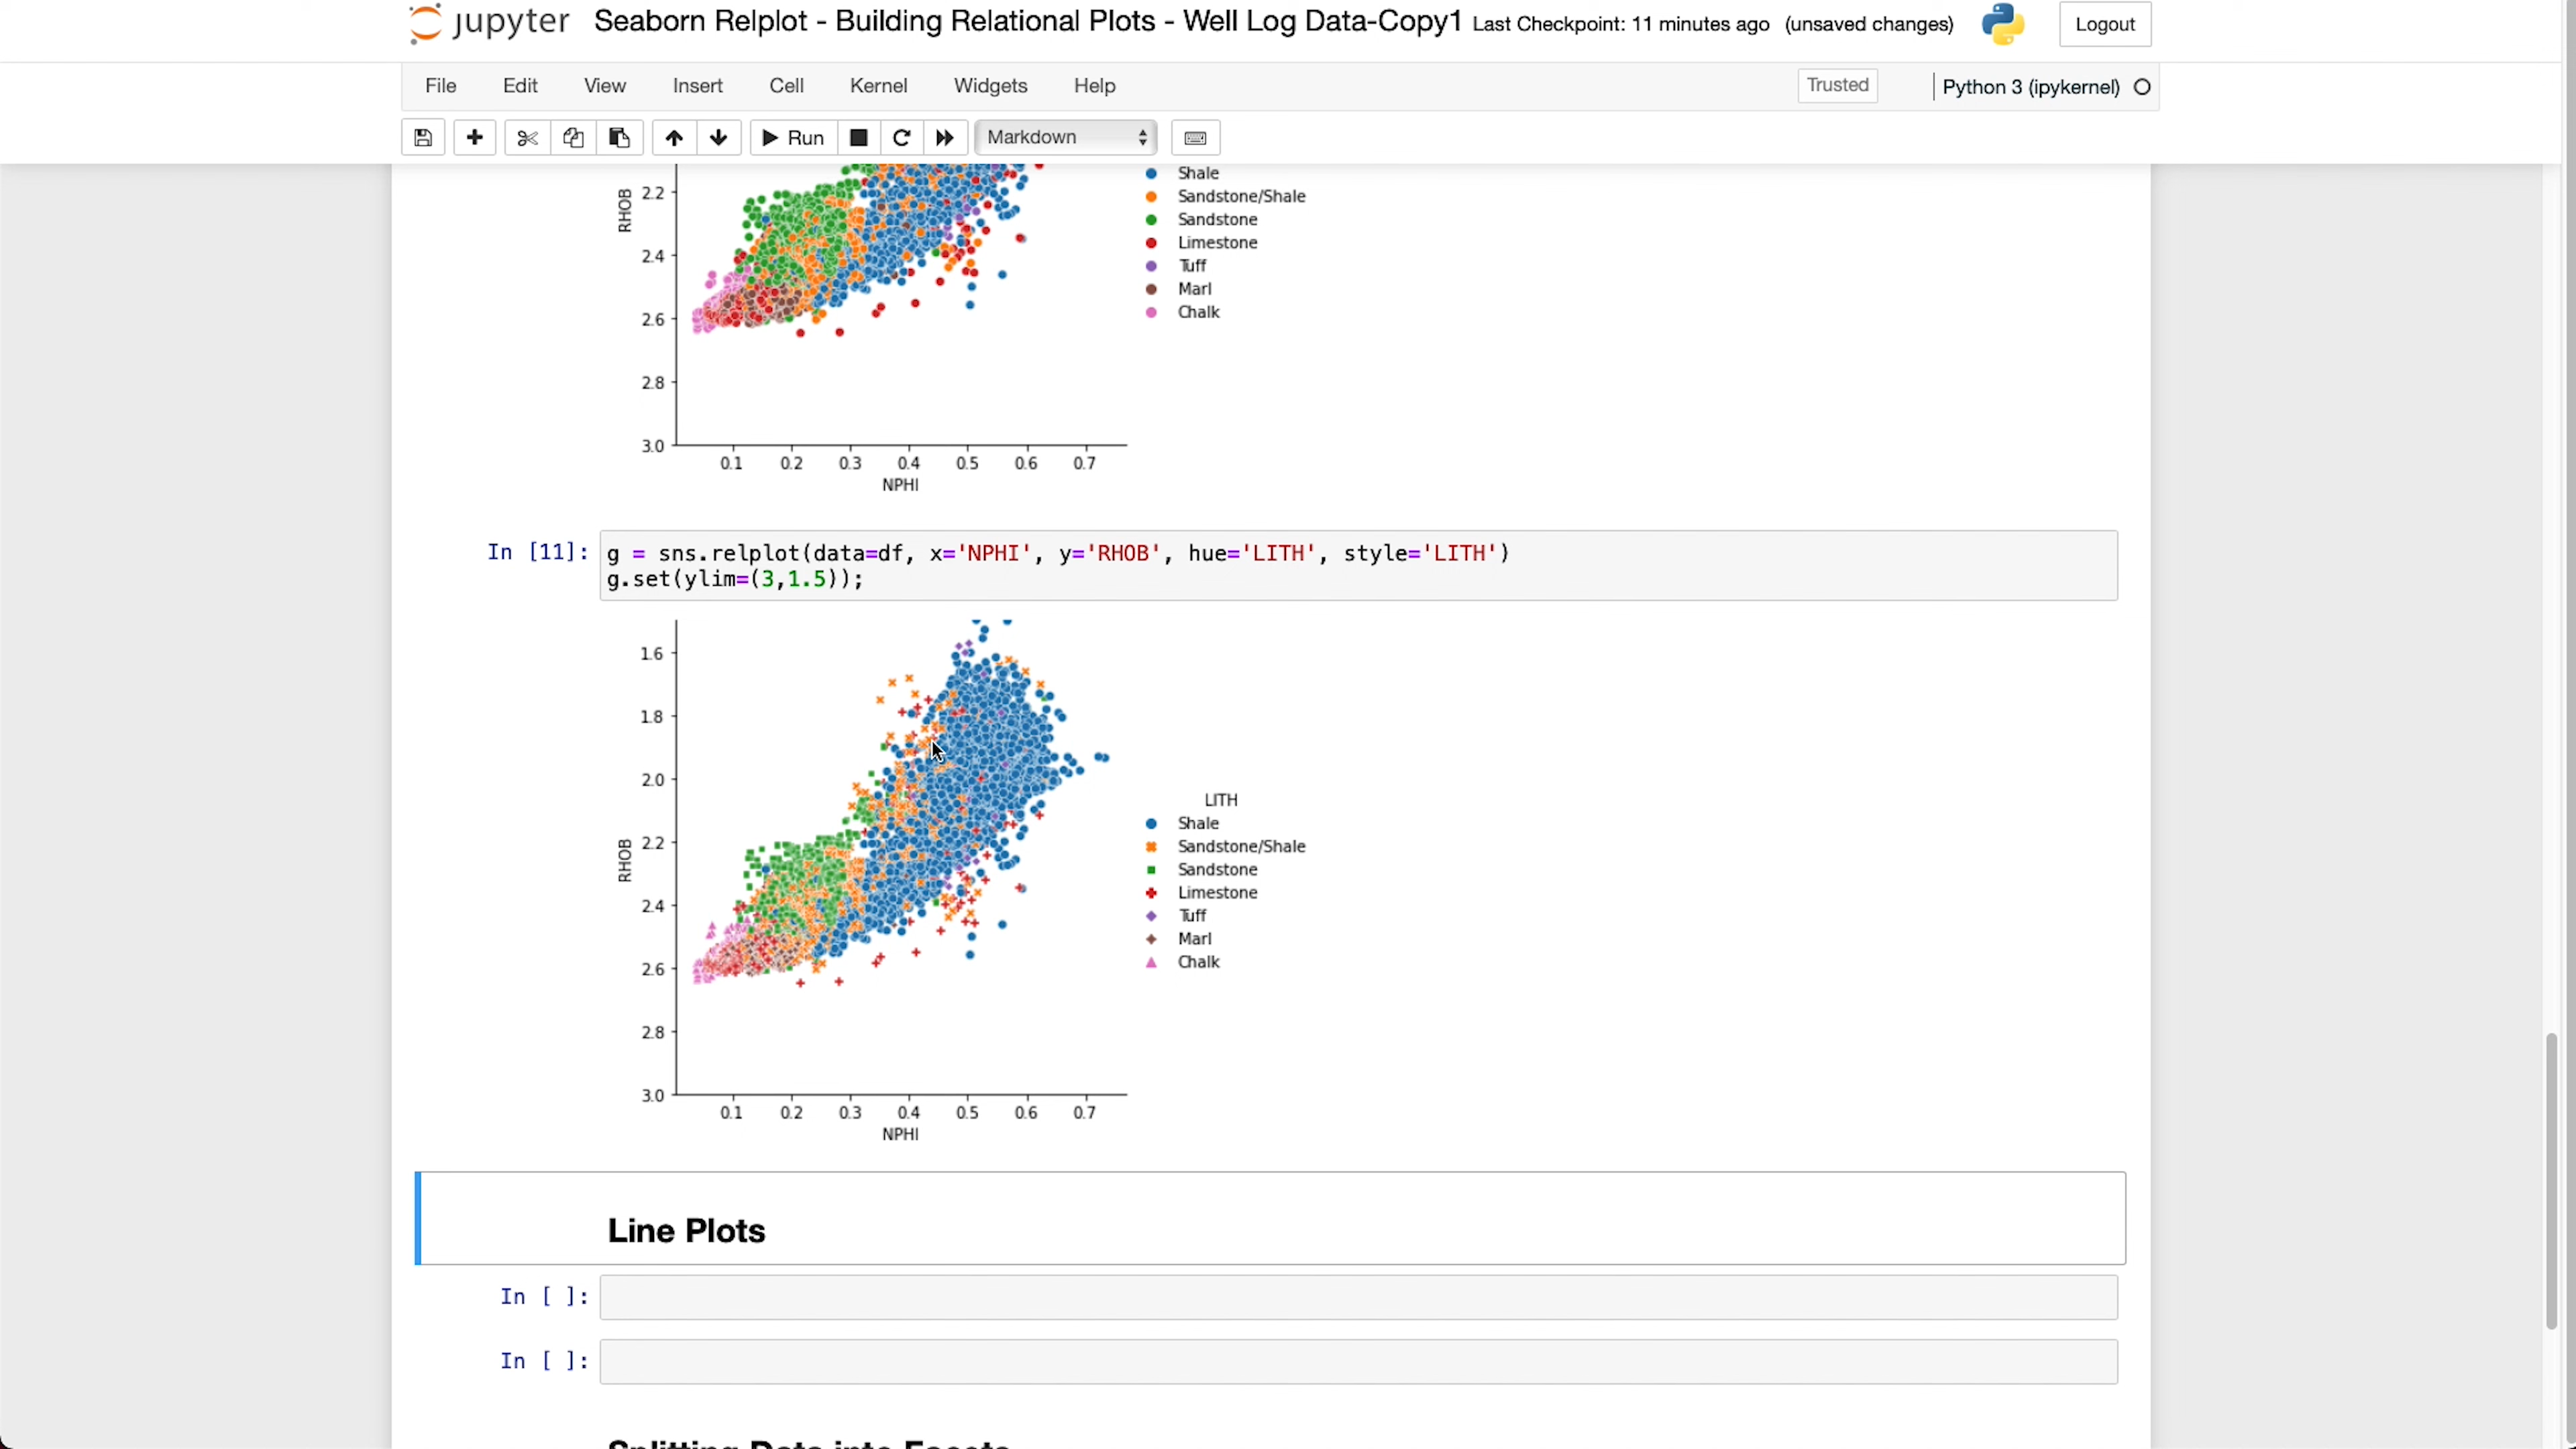 jupyter Seaborn Relplot - Building Relational Plots - Well Log Data-Copy1 Last Checkpoint: 11 minutes ago (unsaved changes) Logout
File Edit View Insert Cell Kernel Widgets Help Trusted Python 3 (ipykernel)
Run Markdown
Shale
Sandstone/Shale
Sandstone
Limestone
Tuff
Marl
Chalk
RHOB
2.2
2.4
2.6
2.8
3.0
0.1 0.2 0.3 0.4 0.5 0.6 0.7
NPHI
In [11]: g = sns.relplot(data=df, x='NPHI', y='RHOB', hue='LITH', style='LITH')
g.set(ylim=(3,1.5));
1.6
1.8
2.0
2.2
2.4
2.6
2.8
3.0
RHOB
LITH
Shale
Sandstone/Shale
Sandstone
Limestone
Tuff
Marl
Chalk
0.1 0.2 0.3 0.4 0.5 0.6 0.7
NPHI
Line Plots
In [ ]:
In [ ]:
Splitting Data into Facets